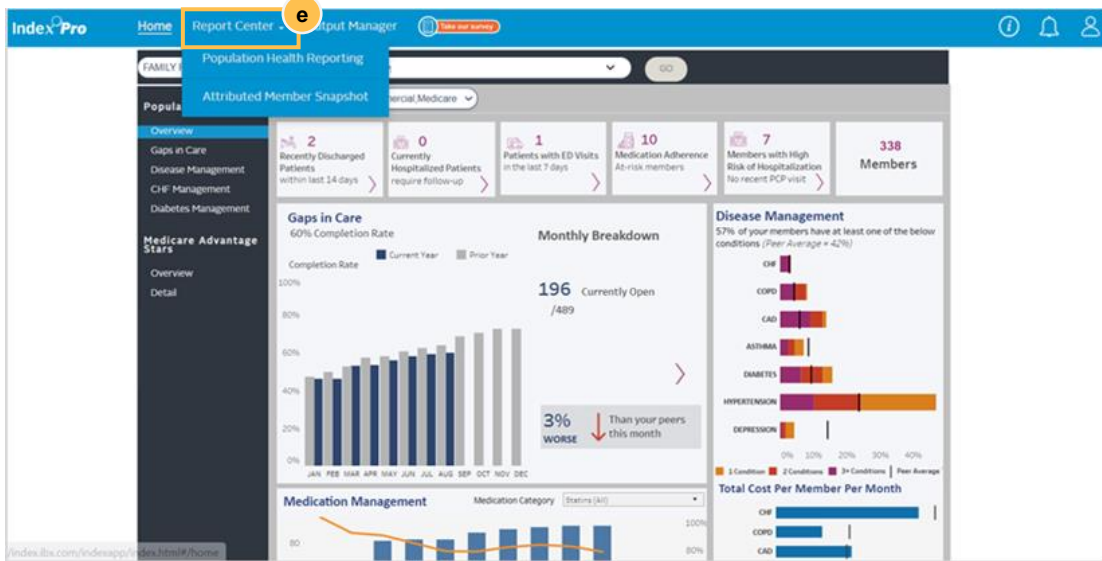 IndexPro Home Report Center Output Manager Take our survey
e
Population Health Reporting
Attributed Member Snapshot
FAMILY
GO
Commercial,Medicare
Overview
Gaps in Care
Disease Management
CHF Management
Diabetes Management
Medicare Advantage
Stars
Overview
Detail
2
Recently Discharged
Patients
within last 14 days
0
Currently
Hospitalized Patients
require follow-up
1
Patients with ED Visits
in the last 7 days
10
Medication Adherence
At-risk members
7
Members with High
Risk of Hospitalization
No recent PCP visit
338
Members
Gaps in Care
60% Completion Rate
Current Year Prior Year
Completion Rate
100%
80%
60%
40%
20%
0%
JAN FEB MAR APR MAY JUN JUL AUG SEP OCT NOV DEC
Monthly Breakdown
196 Currently Open
/489
3%
WORSE
Than your peers
this month
Disease Management
57% of your members have at least one of the below
conditions (Peer Average = 42%)
CHF
COPD
CAD
ASTHMA
DIABETES
HYPERTENSION
DEPRESSION
0% 10% 20% 30% 40%
1 Condition 2 Conditions 3+ Conditions Peer Average
Medication Management
Medication Category Statins (All)
100%
80
80%
Total Cost Per Member Per Month
CHF
COPD
CAD
/index.ibx.com/indexapp/index.html#/home